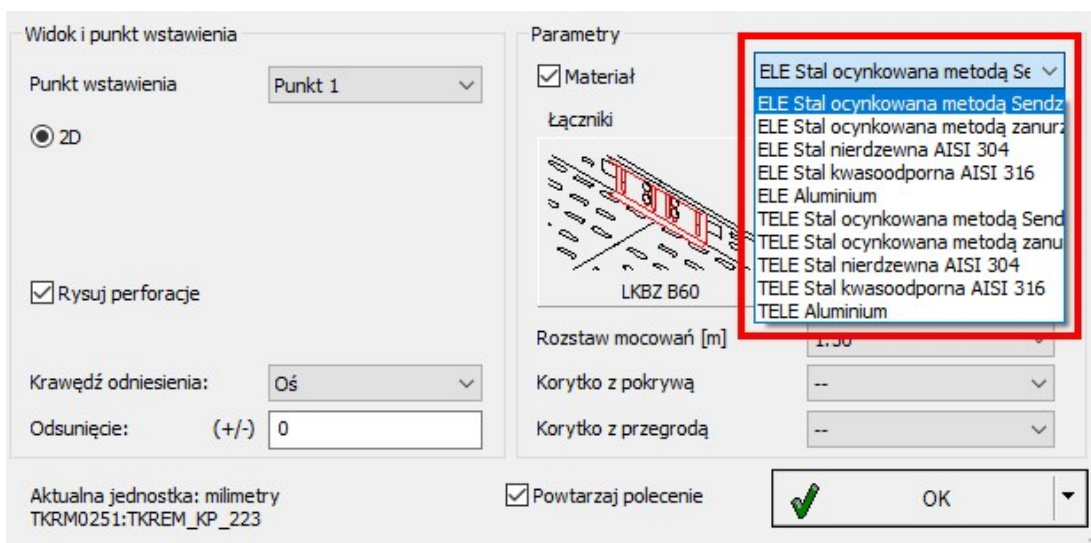 Widok i punkt wstawienia
Punkt wstawienia
Punkt 1
2D
Rysuj perforacje
Krawędź odniesienia:
Oś
Odsunięcie:
(+/-)
0
Parametry
Materiał
ELE Stal ocynkowana metodą Se
ELE Stal ocynkowana metodą Sendz
ELE Stal ocynkowana metodą zanurz
ELE Stal nierdzewna AISI 304
ELE Stal kwasoodporna AISI 316
ELE Aluminium
TELE Stal ocynkowana metodą Send
TELE Stal ocynkowana metodą zanu
TELE Stal nierdzewna AISI 304
TELE Stal kwasoodporna AISI 316
TELE Aluminium
Łączniki
LKBZ B60
Rozstaw mocowań [m]
1.50
Korytko z pokrywą
--
Korytko z przegrodą
--
Aktualna jednostka: milimetry
TKRM0251:TKREM_KP_223
Powtarzaj polecenie
OK